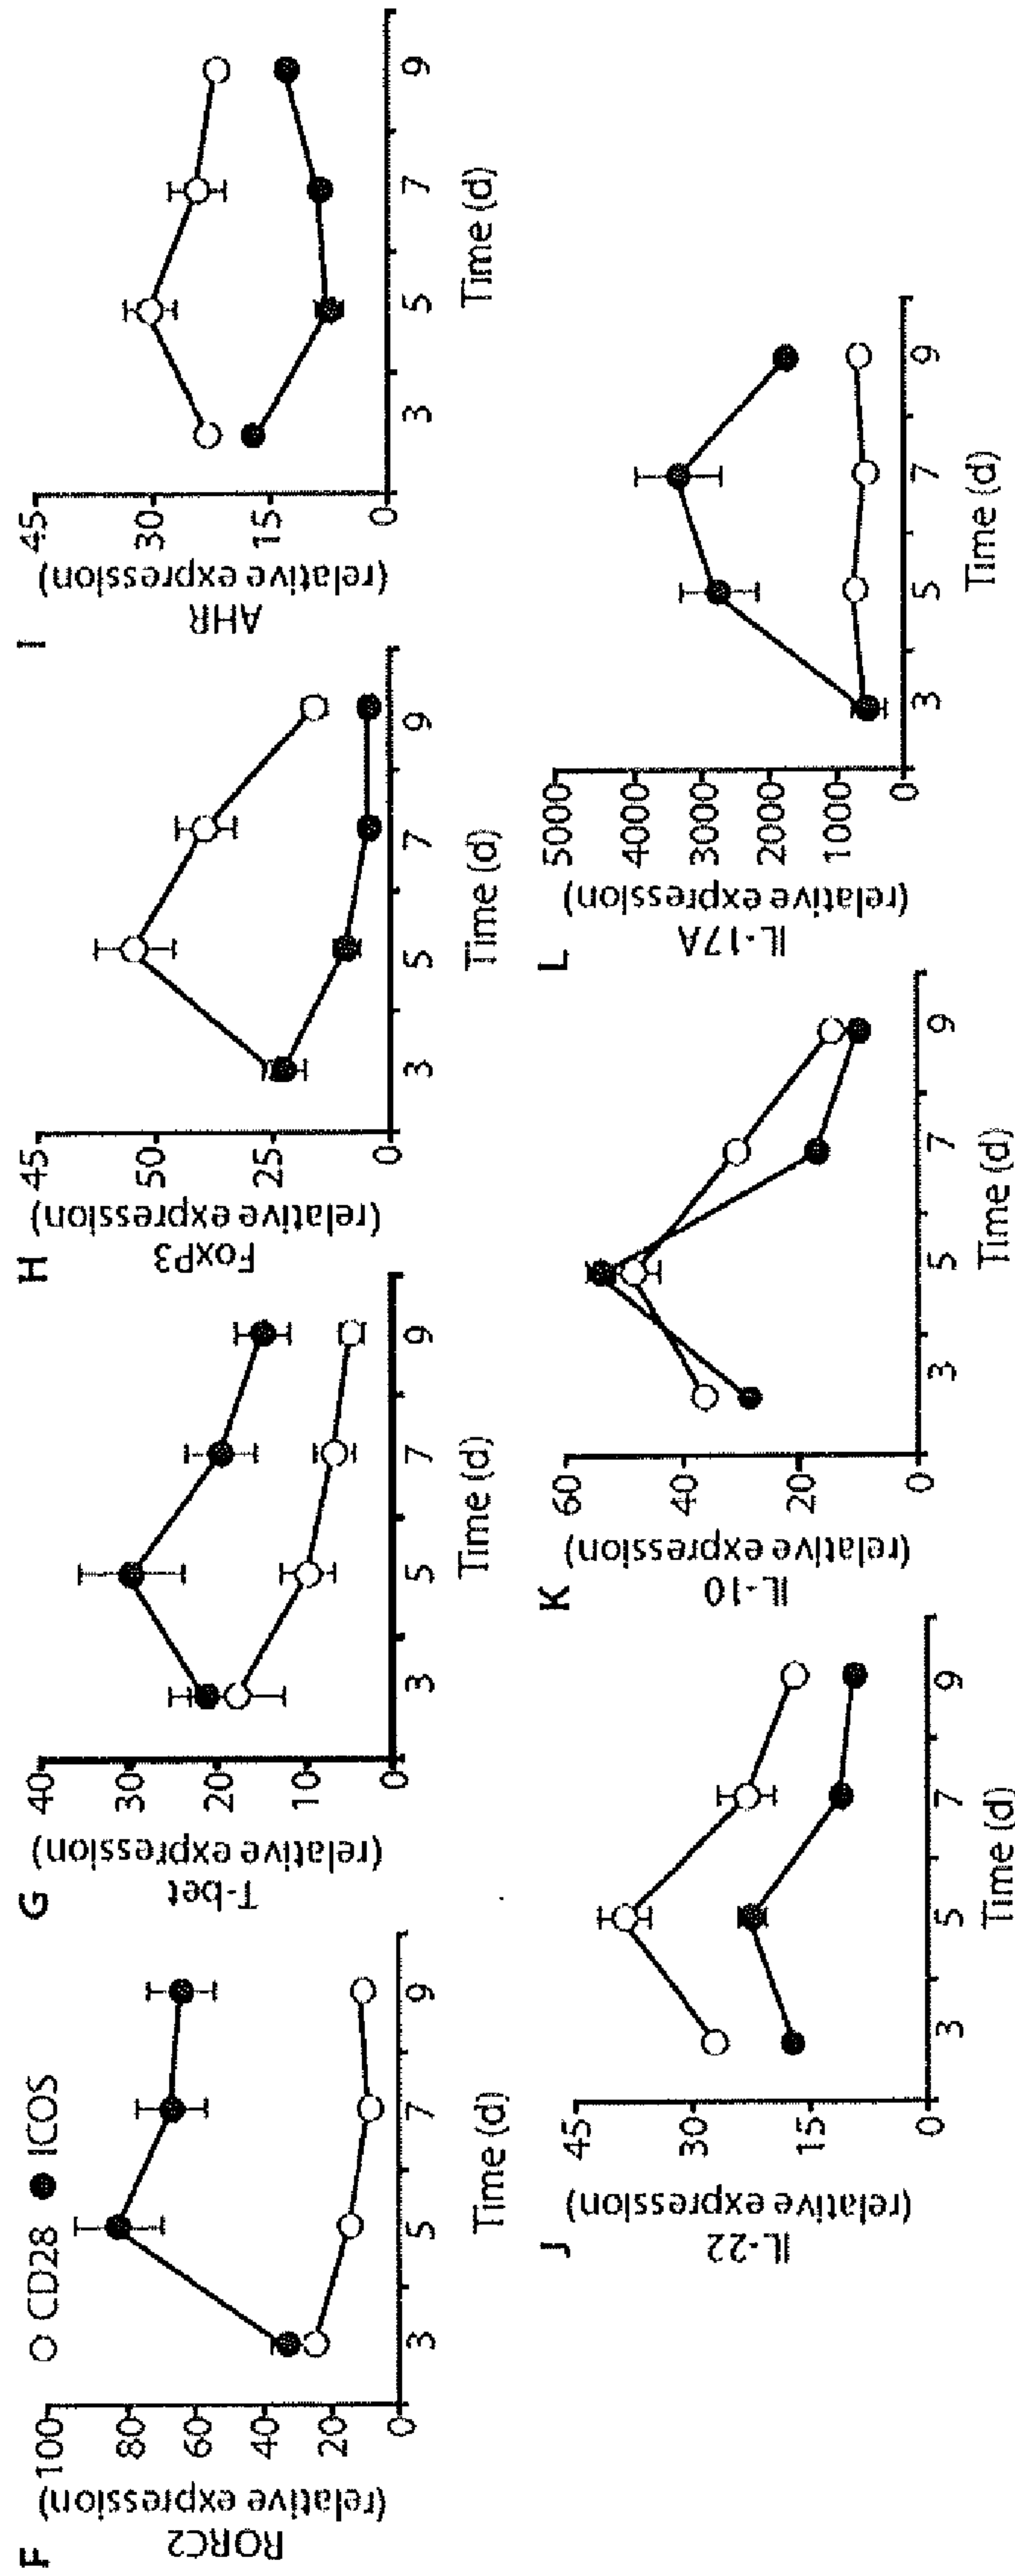 F
○ CD28 ● ICOS
RORC2
(relative expression)
100
80
60
40
20
0
3 5 7 9
Time (d)
G
T-bet
(relative expression)
40
30
20
10
0
3 5 7 9
Time (d)
H
FoxP3
(relative expression)
45
50
25
0
3 5 7 9
Time (d)
I
AHR
(relative expression)
45
30
15
0
3 5 7 9
Time (d)
J
IL-22
(relative expression)
45
30
15
0
3 5 7 9
Time (d)
K
IL-10
(relative expression)
60
40
20
0
3 5 7 9
Time (d)
L
IL-17A
(relative expression)
5000
4000
3000
2000
1000
0
3 5 7 9
Time (d)